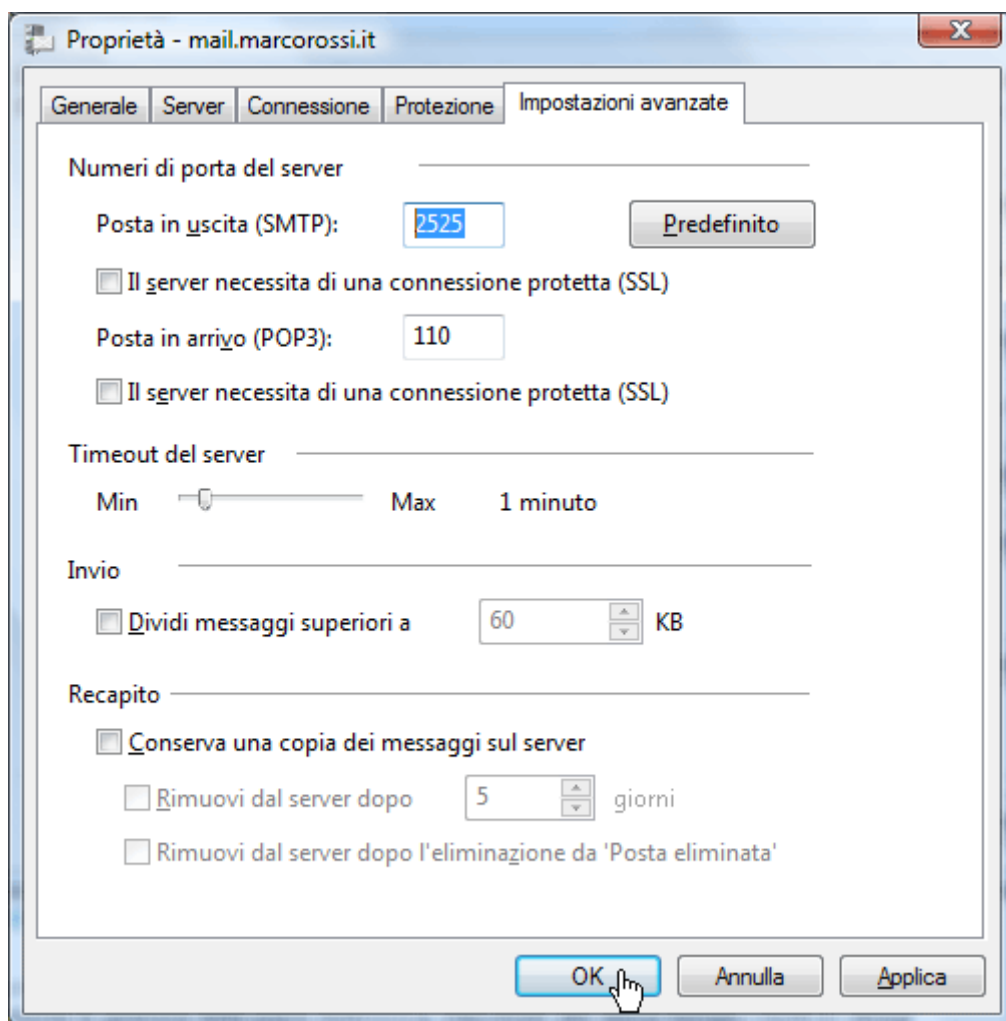 Proprietà - mail.marcorossi.it
Generale Server Connessione Protezione Impostazioni avanzate
Numeri di porta del server
Posta in uscita (SMTP): 2525 Predefinito
Il server necessita di una connessione protetta (SSL)
Posta in arrivo (POP3): 110
Il server necessita di una connessione protetta (SSL)
Timeout del server
Min Max 1 minuto
Invio
Dividi messaggi superiori a 60 KB
Recapito
Conserva una copia dei messaggi sul server
Rimuovi dal server dopo 5 giorni
Rimuovi dal server dopo l'eliminazione da 'Posta eliminata'
OK Annulla Applica